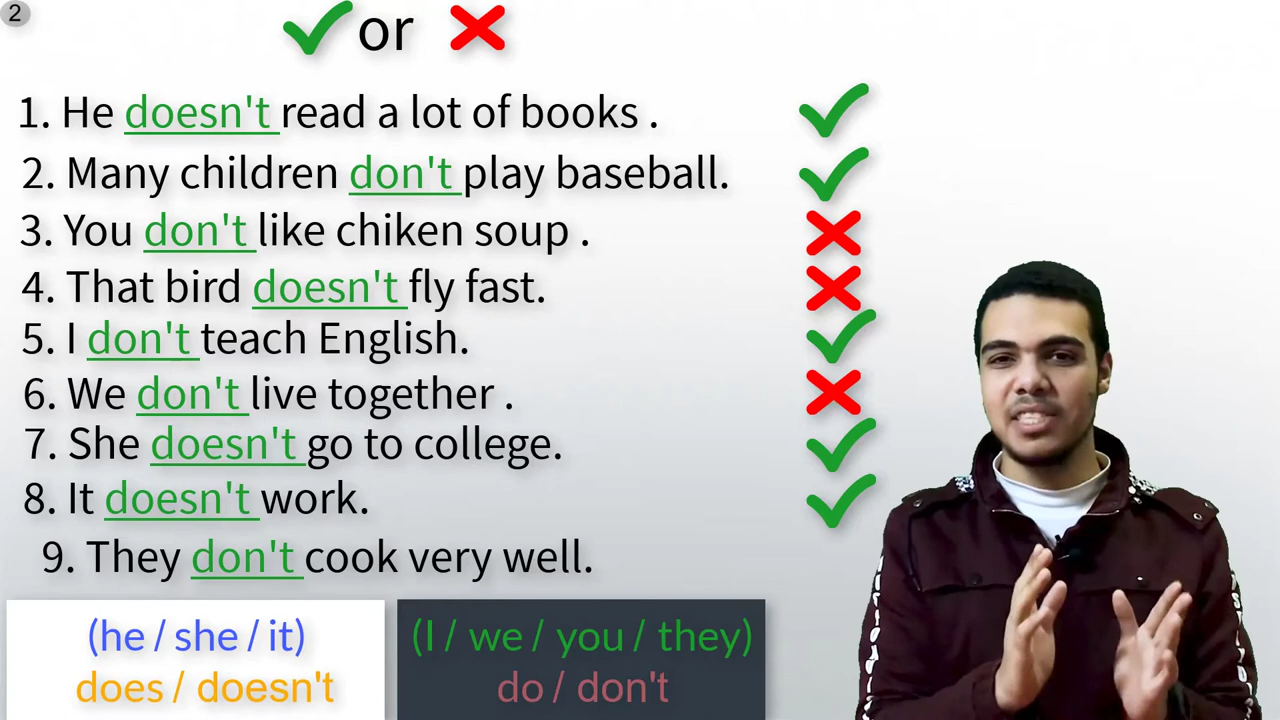 2
or
1. He doesn't read a lot of books .
2. Many children don't play baseball.
3. You don't like chiken soup .
4. That bird doesn't fly fast.
5. I don't teach English.
6. We don't live together .
7. She doesn't go to college.
8. It doesn't work.
9. They don't cook very well.
(he / she / it)
does / doesn't
(I / we / you / they)
do / don't